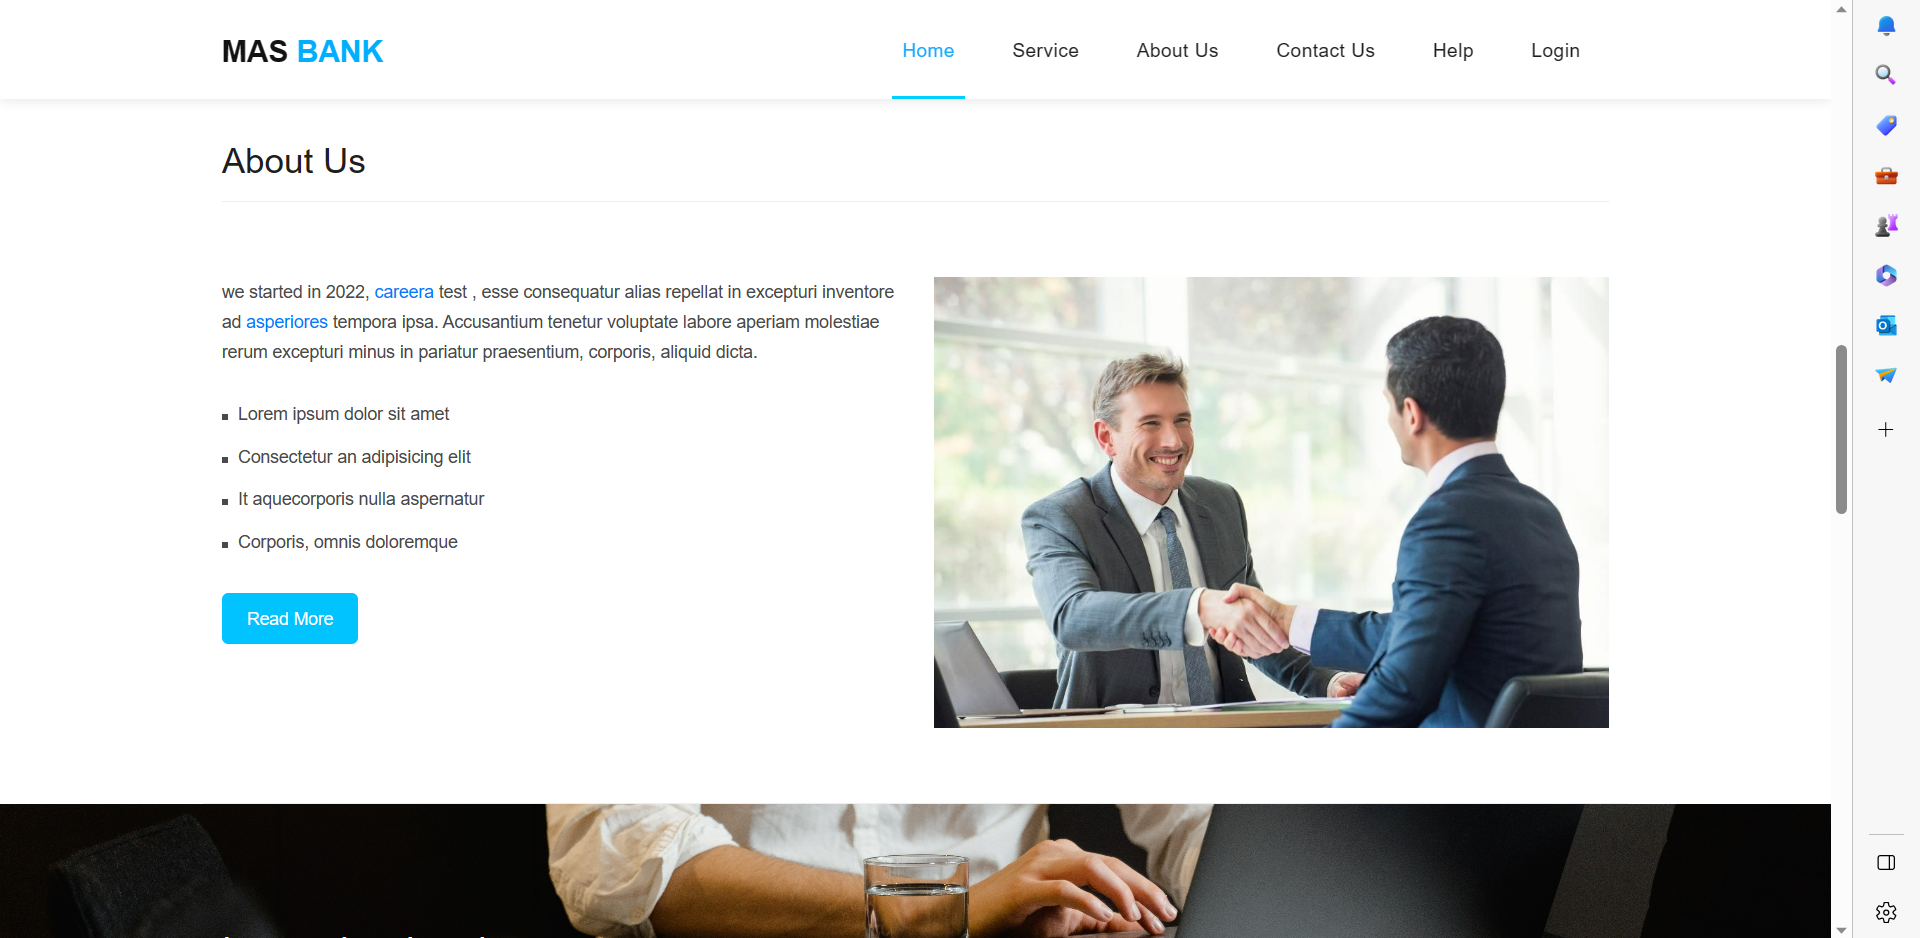 MAS BANK
Home Service About Us Contact Us Help Login
About Us
we started in 2022, careera test , esse consequatur alias repellat in excepturi inventore
ad asperiores tempora ipsa. Accusantium tenetur voluptate labore aperiam molestiae
rerum excepturi minus in pariatur praesentium, corporis, aliquid dicta.
Lorem ipsum dolor sit amet
Consectetur an adipisicing elit
It aquecorporis nulla aspernatur
Corporis, omnis doloremque
Read More